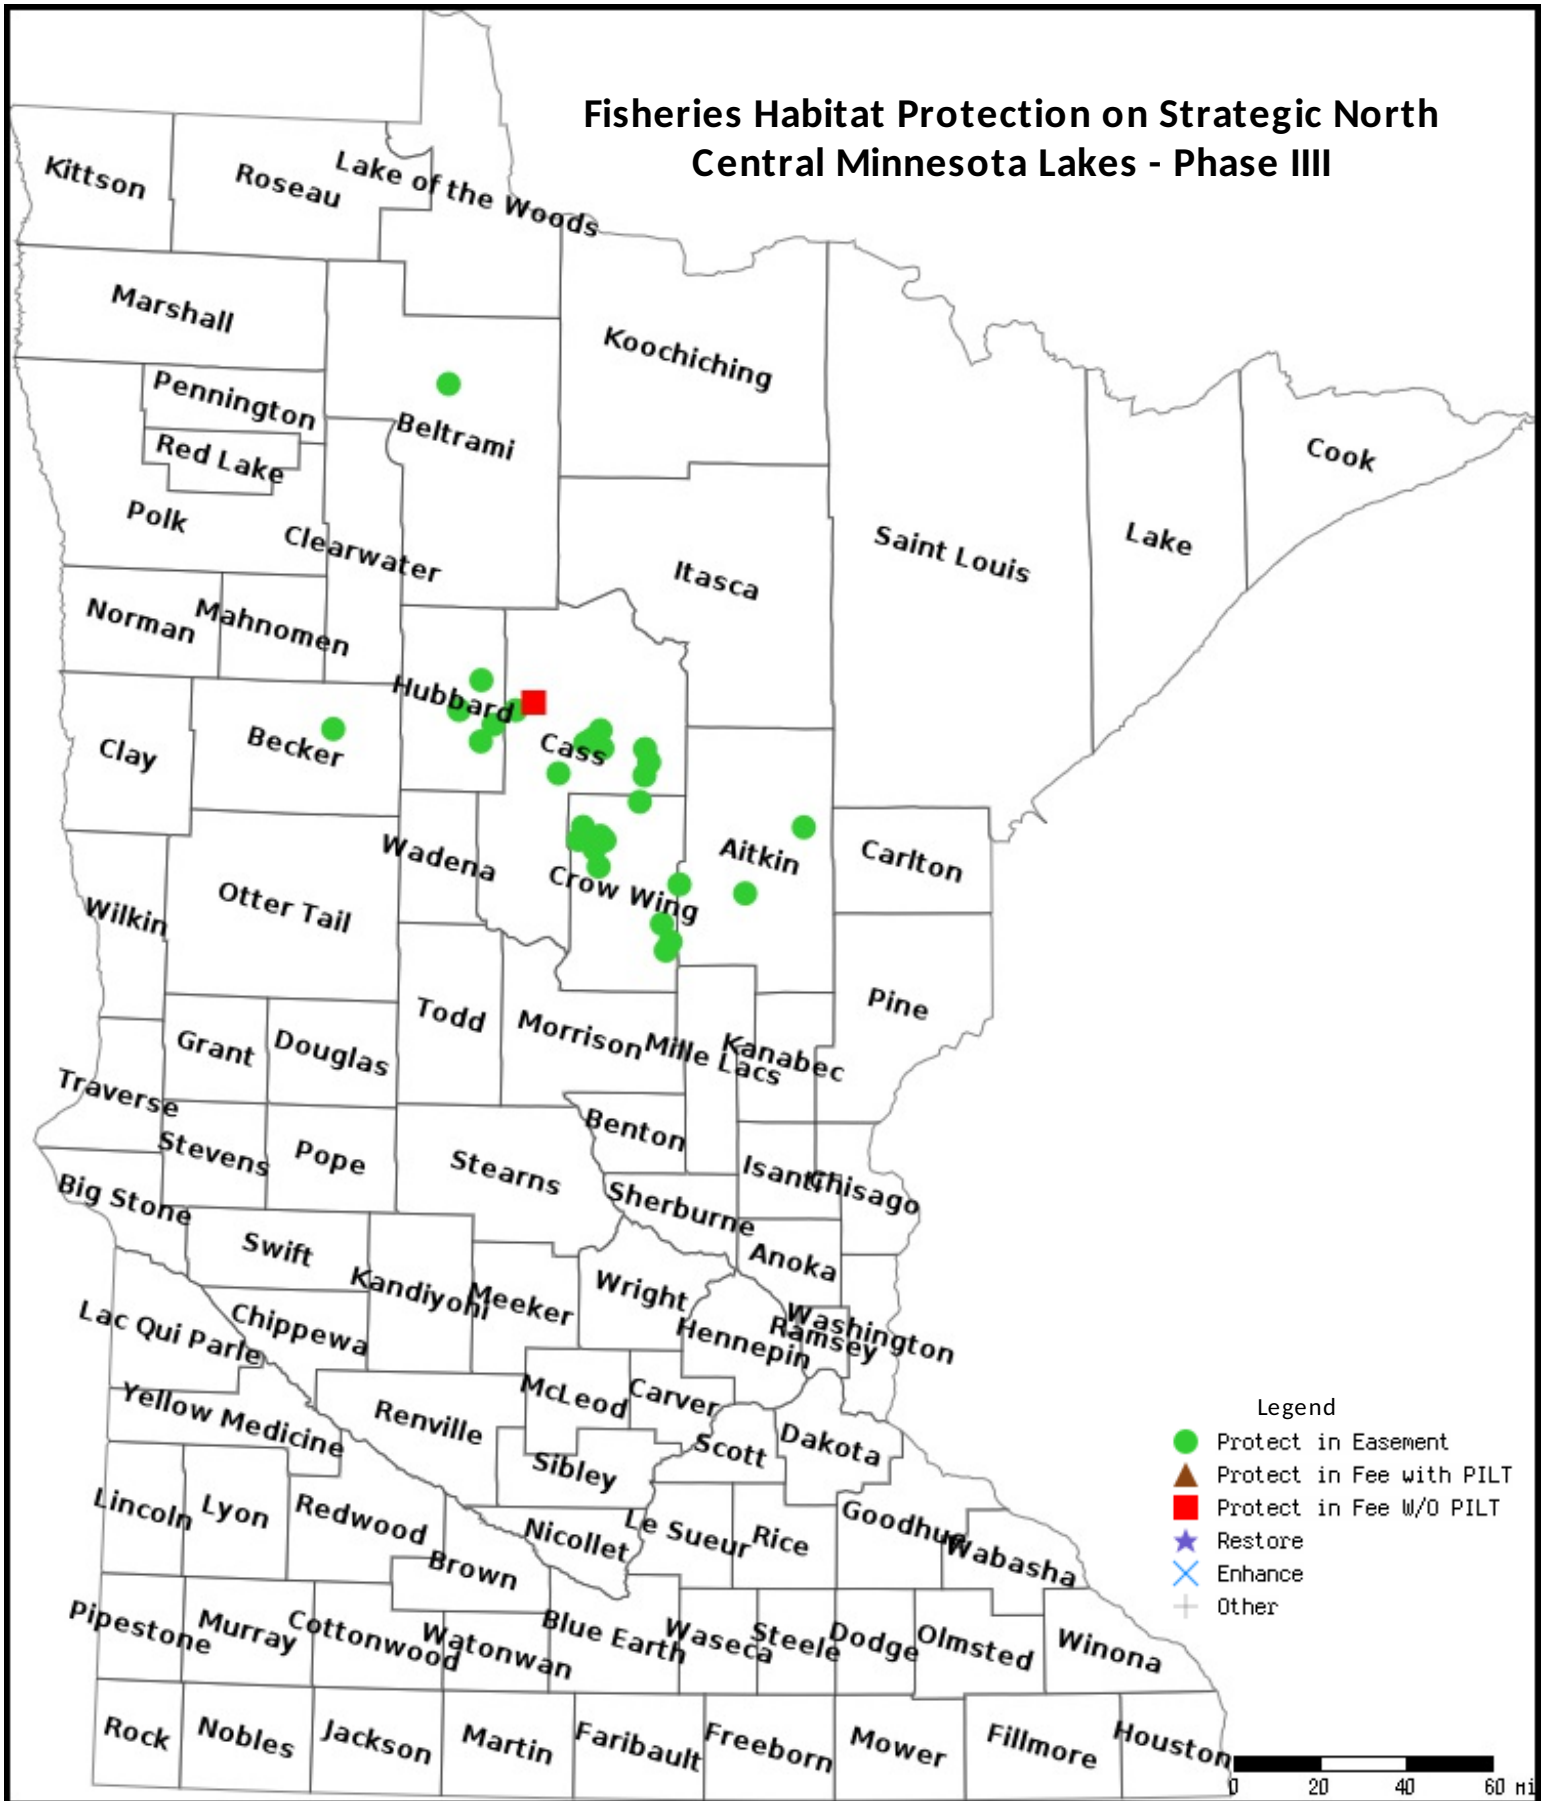 Fisheries Habitat Protection on Strategic North
Central Minnesota Lakes - Phase IIII
Kittson
Roseau
Lake of the Woods
Marshall
Koochiching
Pennington
Beltrami
Red Lake
Cook
Polk
Clearwater
Saint Louis
Lake
Itasca
Norman
Mahnomen
Hubbard
Clay
Becker
Cass
Wadena
Aitkin
Carlton
Otter Tail
Crow Wing
Wilkin
Pine
Todd
Morrison
Mille Lacs
Kanabec
Grant
Douglas
Traverse
Benton
Stevens
Pope
Stearns
Isanti
Chisago
Big Stone
Sherburne
Swift
Anoka
Kandiyohi
Meeker
Wright
Washington
Ramsey
Hennepin
Lac Qui Parle
Chippewa
McLeod
Carver
Yellow Medicine
Renville
Scott
Dakota
Sibley
Lincoln
Lyon
Redwood
Nicollet
Le Sueur
Rice
Goodhue
Wabasha
Brown
Pipestone
Murray
Cottonwood
Watonwan
Blue Earth
Waseca
Steele
Dodge
Olmsted
Winona
Rock
Nobles
Jackson
Martin
Faribault
Freeborn
Mower
Fillmore
Houston
Legend
Protect in Easement
Protect in Fee with PILT
Protect in Fee W/O PILT
Restore
Enhance
Other
0 20 40 60 mi